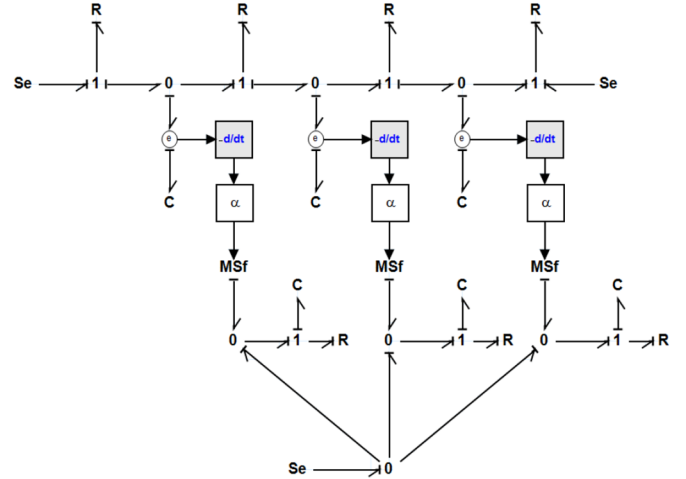 R R R R
Se 1 0 1 0 1 0 1 Se
e -d/dt e -d/dt e -d/dt
C α C α C α
MSf MSf MSf
C C C
0 1 R 0 1 R 0 1 R
Se 0